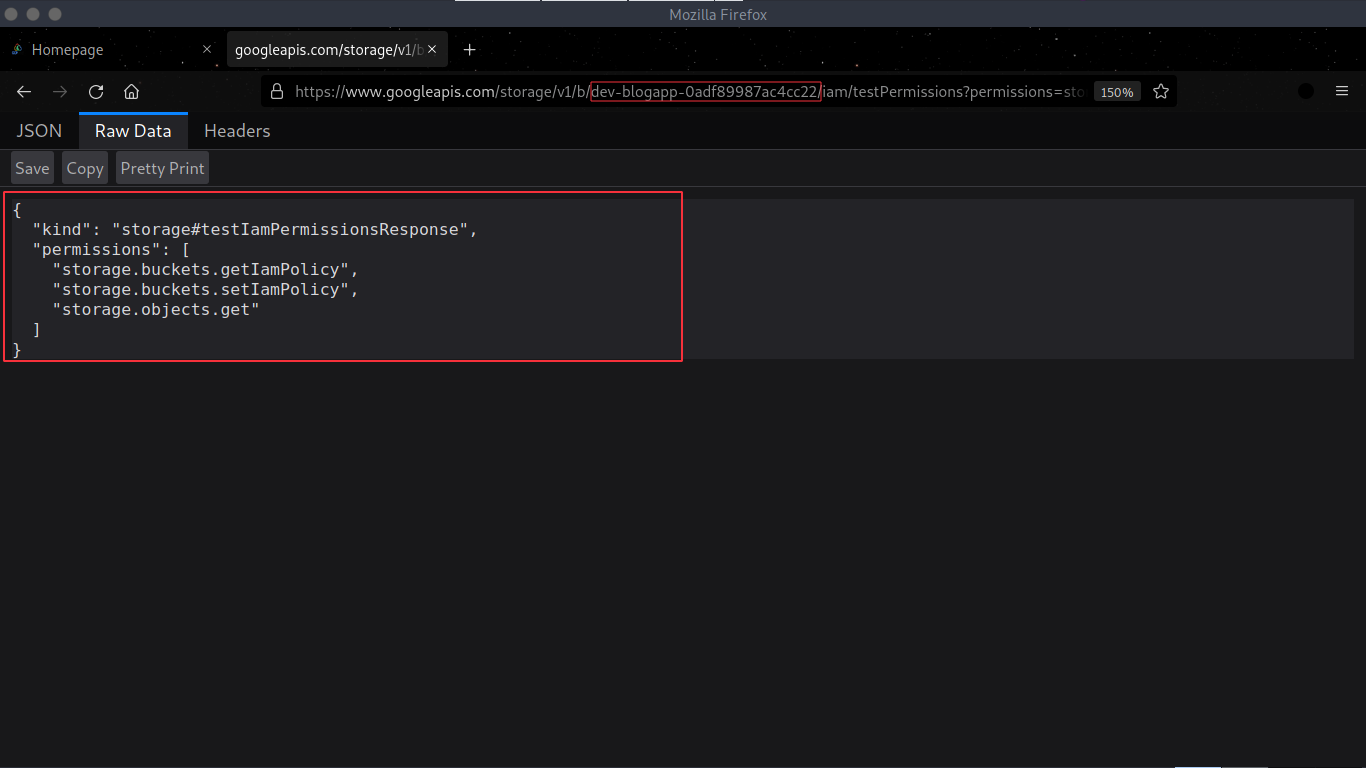 Mozilla Firefox
Homepage
googleapis.com/storage/v1/b
https://www.googleapis.com/storage/v1/b/dev-blogapp-0adf89987ac4cc22/iam/testPermissions?permissions=sto
150%
JSON
Raw Data
Headers
Save
Copy
Pretty Print
{
"kind": "storage#testIamPermissionsResponse",
"permissions": [
"storage.buckets.getIamPolicy",
"storage.buckets.setIamPolicy",
"storage.objects.get"
]
}